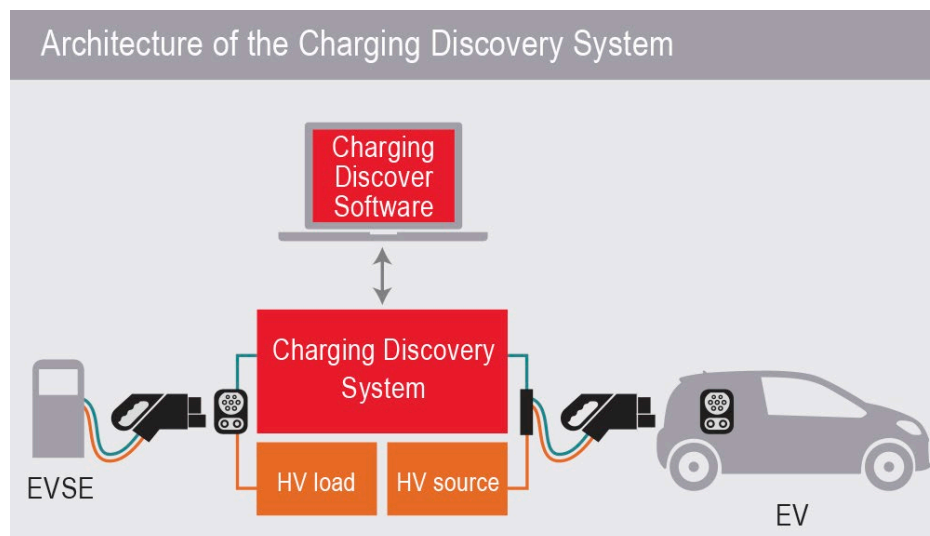 Architecture of the Charging Discovery System
Charging
Discover
Software
Charging Discovery
System
HV load
HV source
EVSE
EV